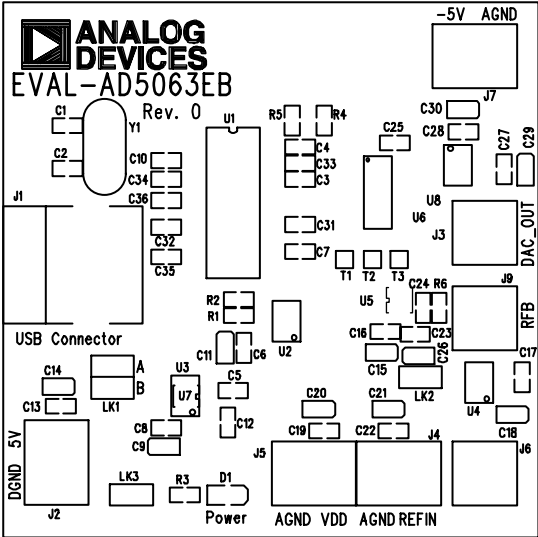 -5V AGND
ANALOG
DEVICES
EVAL-AD5063EB
Rev. 0
J7
C1
Y1
U1
R5
R4
C30
C28
C25
C27
C29
C2
C10
C4
C33
C34
C3
C36
U8
U6
J1
C32
C31
J3
DAC_OUT
C35
C7
T1 T2 T3
J9
R2
R1
U5
C24
R6
RFB
USB Connector
C16
C23
C11
C6
U2
C15
C26
A
B
LK1
C14
C13
U3
U7
C5
LK2
U4
C17
C20
C21
C18
C12
C8
C9
C19
C22
J5
J4
J6
DGND 5V
J2
LK3
R3
D1
Power
AGND VDD
AGND REFIN